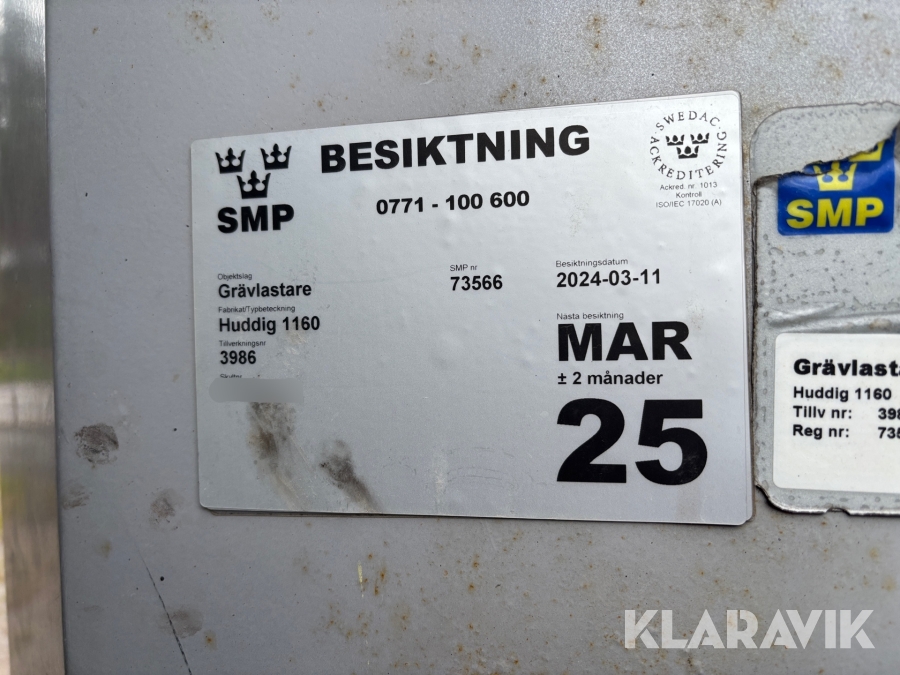 SMP
BESIKTNING
0771 - 100 600
SWEDAC
ACKREDITERING
Ackred. nr. 1013
Kontroll
ISO/IEC 17020 (A)
Objektslag
Grävlastare
Fabrikat/Typbeteckning
Huddig 1160
Tillverkningsnr
3986
SMP nr
73566
Besiktningsdatum
2024-03-11
Nästa besiktning
MAR
± 2 månader
25
SMP
Grävlasta
Huddig 1160
Tillv nr: 398
Reg nr: 735
KLARAVIK